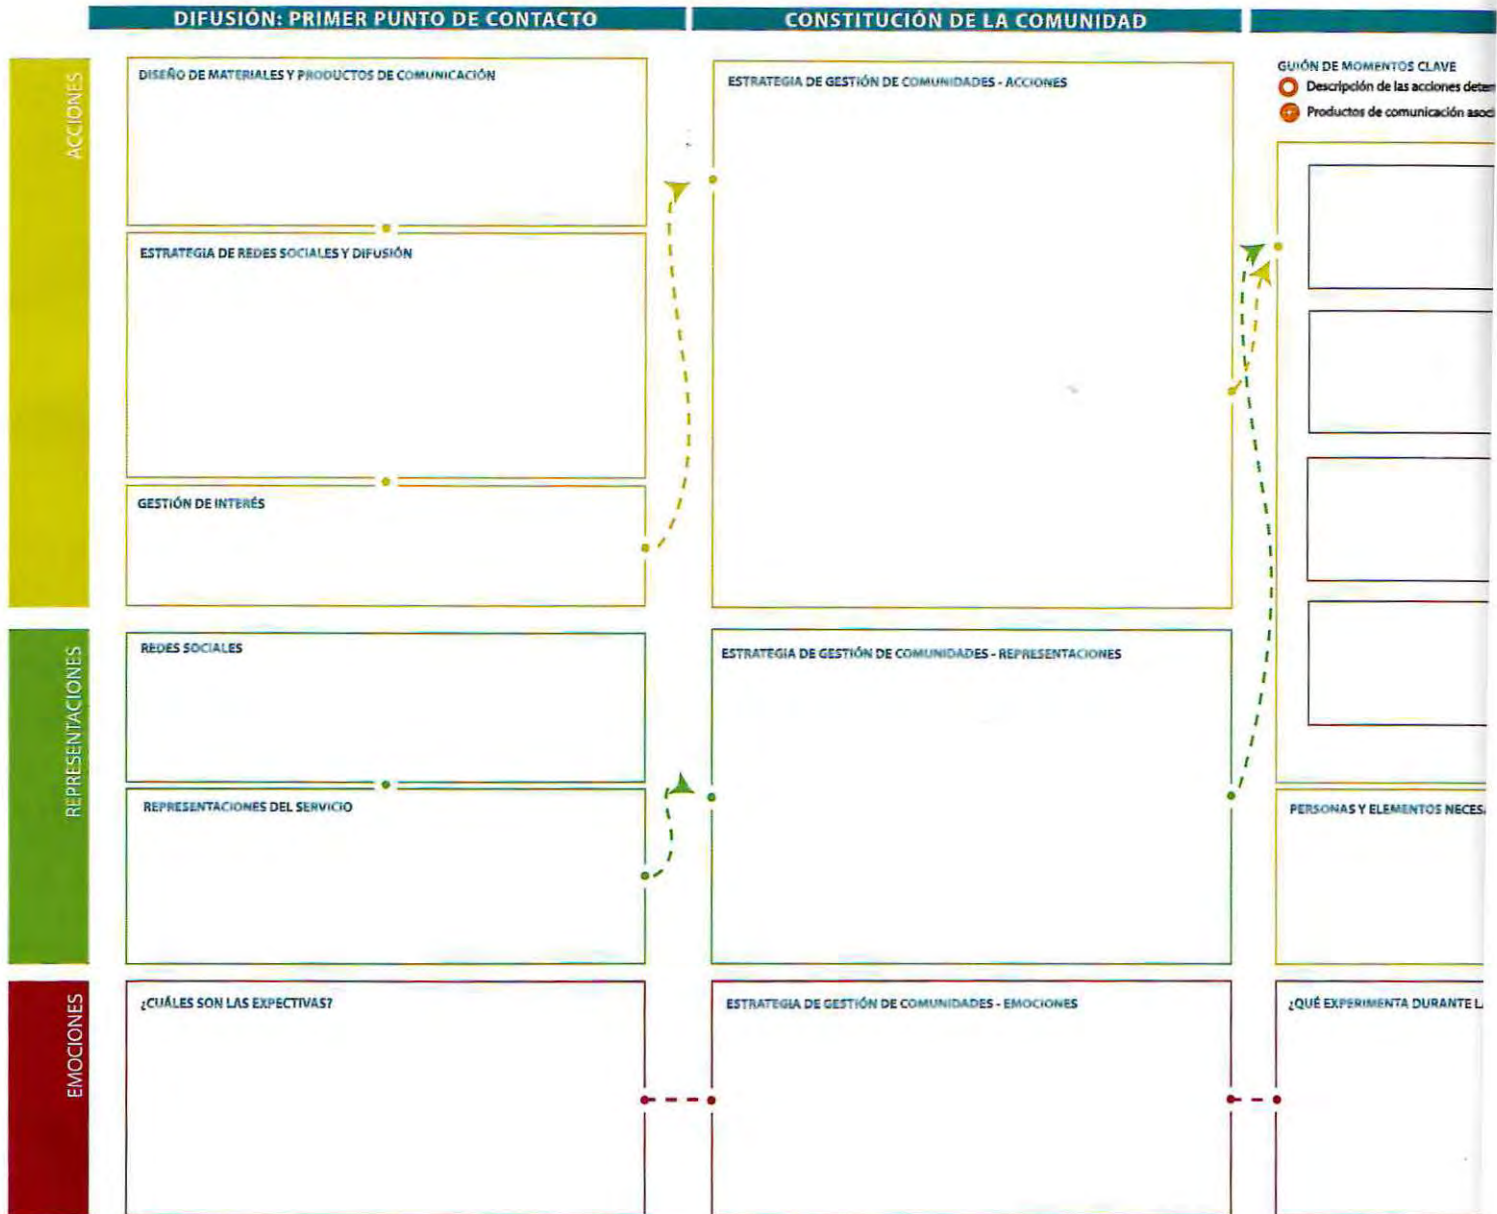 DIFUSIÓN: PRIMER PUNTO DE CONTACTO
CONSTITUCIÓN DE LA COMUNIDAD
ACCIONES
DISEÑO DE MATERIALES Y PRODUCTOS DE COMUNICACIÓN
ESTRATEGIA DE REDES SOCIALES Y DIFUSIÓN
GESTIÓN DE INTERÉS
ESTRATEGIA DE GESTIÓN DE COMUNIDADES - ACCIONES
GUIÓN DE MOMENTOS CLAVE
Descripción de las acciones
Productos de comunicación
REPRESENTACIONES
REDES SOCIALES
REPRESENTACIONES DEL SERVICIO
ESTRATEGIA DE GESTIÓN DE COMUNIDADES - REPRESENTACIONES
PERSONAS Y ELEMENTOS
EMOCIONES
¿CUÁLES SON LAS EXPECTIVAS?
ESTRATEGIA DE GESTIÓN DE COMUNIDADES - EMOCIONES
¿QUÉ EXPERIMENTA DURANTE